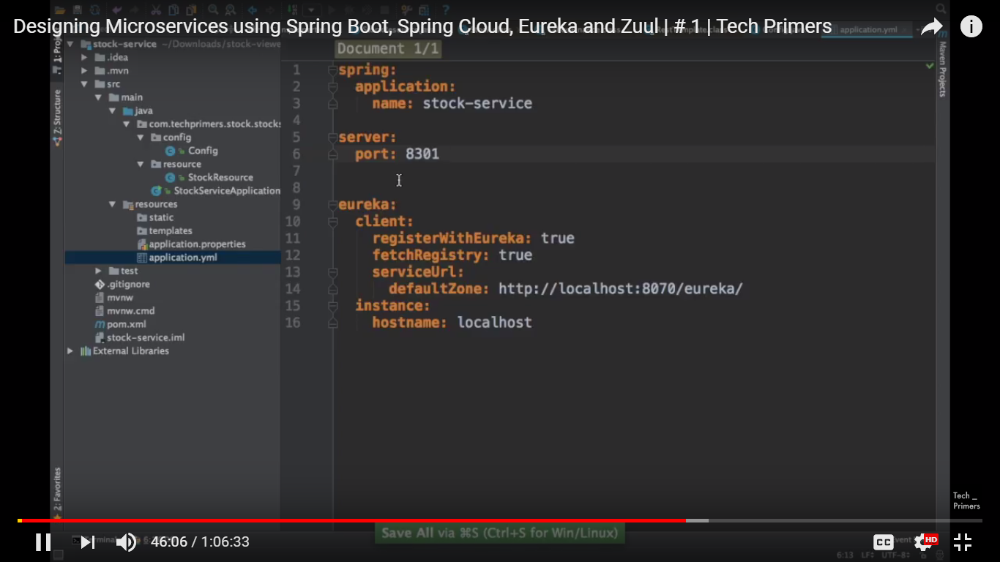 Designing Microservices using Spring Boot, Spring Cloud, Eureka and Zuul | # 1 | Tech Primers
application.yml
stock-service ~/Downloads/stock-viewe
.idea
.mvn
src
main
java
com.techprimers.stock.stocks
config
Config
resource
StockResource
StockServiceApplication
resources
static
templates
application.properties
application.yml
test
.gitignore
mvnw
mvnw.cmd
pom.xml
stock-service.iml
External Libraries
1: Proj
Z: Structure
2: Favorites
Document 1/1
1 spring:
2 application:
3 name: stock-service
4
5 server:
6 port: 8301
7
8
9 eureka:
10 client:
11 registerWithEureka: true
12 fetchRegistry: true
13 serviceUrl:
14 defaultZone: http://localhost:8070/eureka/
15 instance:
16 hostname: localhost
Maven Projects
Tech _
Primers
Save All via ⌘S (Ctrl+S for Win/Linux)
46:06 / 1:06:33
CC
HD
6:13 LF÷ UTF-8÷